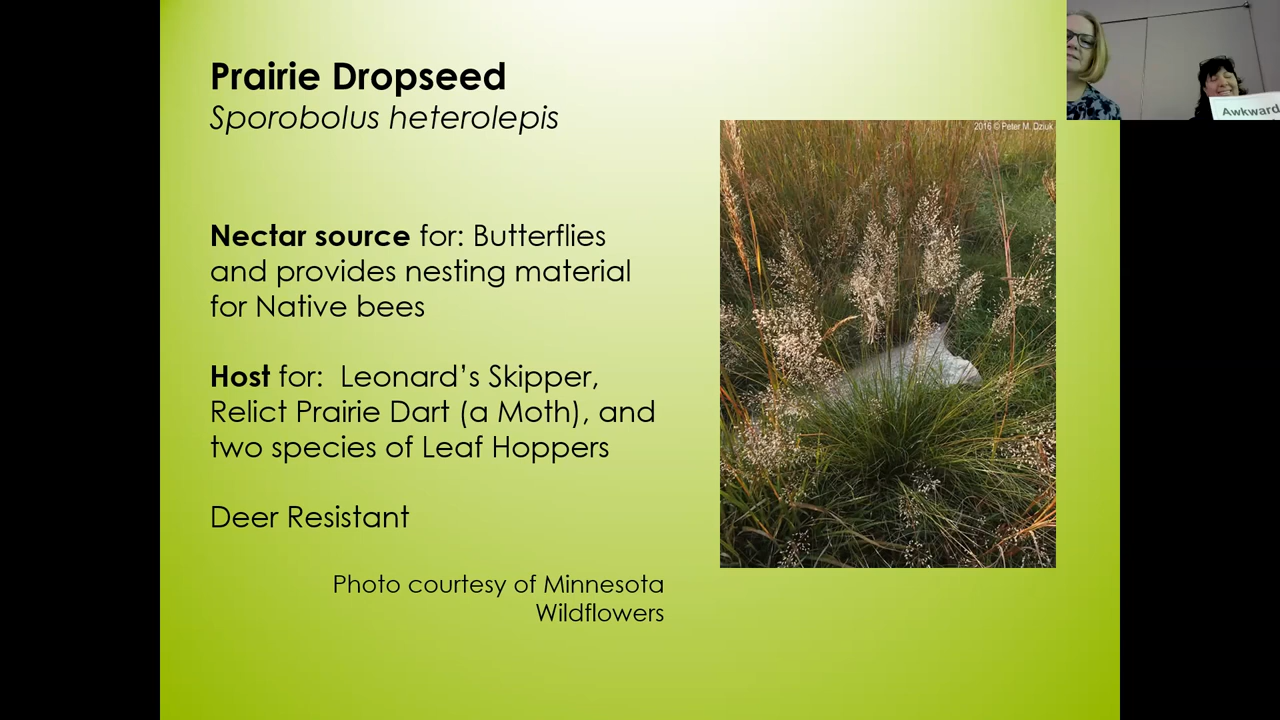 Prairie Dropseed
Sporobolus heterolepis
Nectar source for: Butterflies
and provides nesting material
for Native bees
Host for:  Leonard’s Skipper,
Relict Prairie Dart (a Moth), and
two species of Leaf Hoppers
Deer Resistant
Photo courtesy of Minnesota
Wildflowers
2016 © Peter M. Dziuk
Awkward